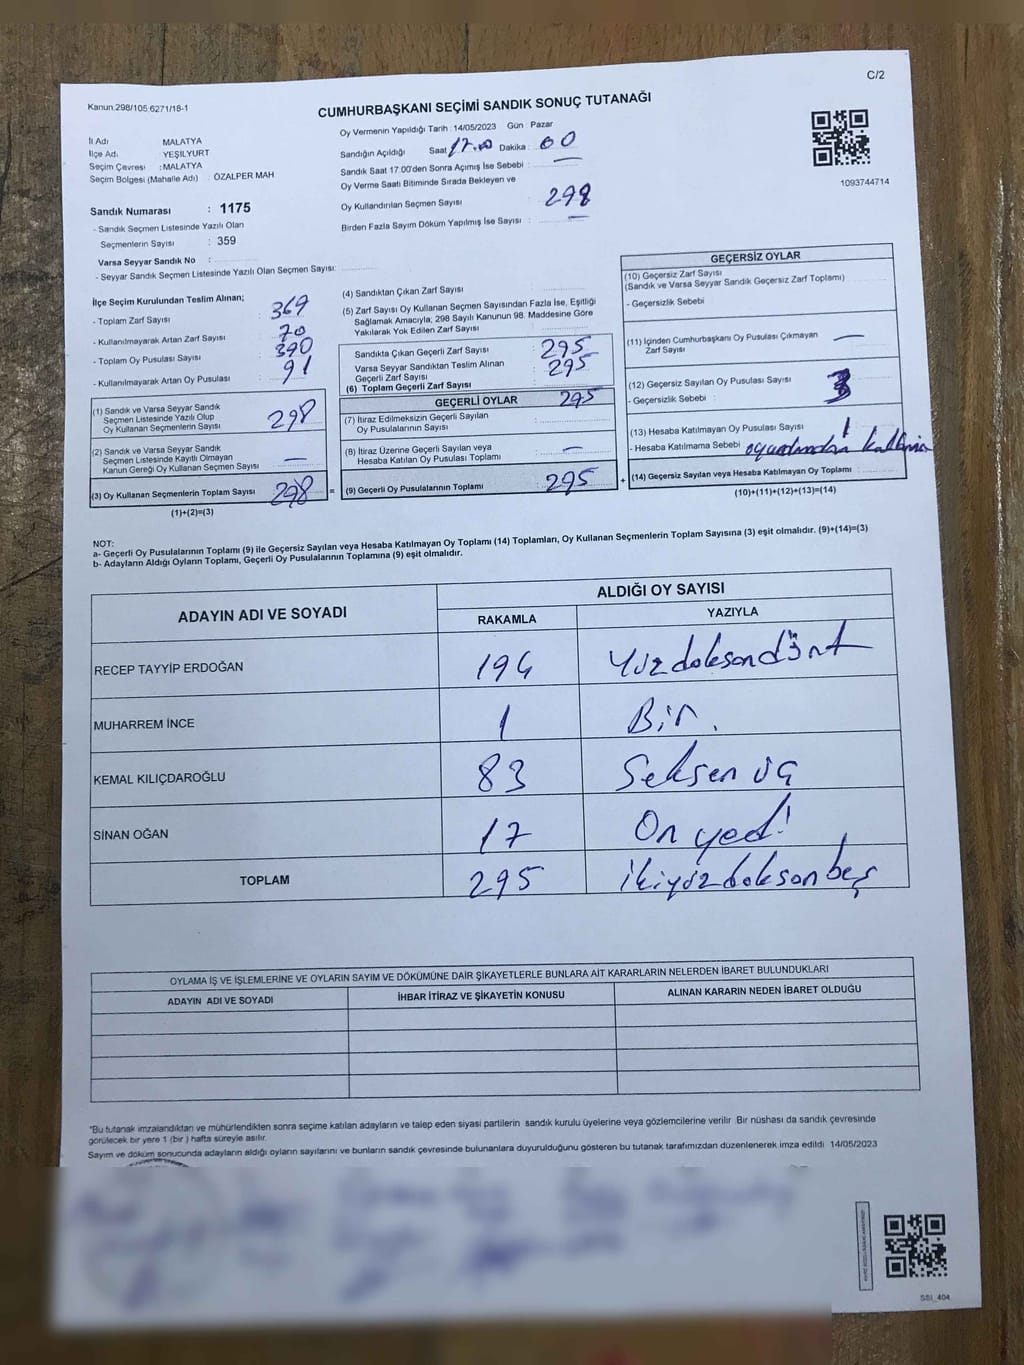 C/2
Kanun.298/105 6271/18-1
CUMHURBAŞKANI SEÇİMİ SANDIK SONUÇ TUTANAĞI
İl Adı MALATYA
İlçe Adı. YEŞİLYURT
Seçim Çevresi :MALATYA
Seçim Bölgesi (Mahalle Adı) : ÖZALPER MAH
Oy Vermenin Yapıldığı Tarih : 14/05/2023 Gün : Pazar
Sandığın Açıldığı Saat 17.00 Dakika : 00
Sandık Saat 17:00'den Sonra Açımış İse Sebebi : —
Oy Verme Saati Bitiminde Sırada Bekleyen ve
Oy Kullandırılan Seçmen Sayısı 298
Birden Fazla Sayım Döküm Yapılmış İse Sayısı : —
1093744714
Sandık Numarası : 1175
- Sandık Seçmen Listesinde Yazılı Olan
Seçmenlerin Sayısı : 359
Varsa Seyyar Sandık No :
- Seyyar Sandık Seçmen Listesinde Yazılı Olan Seçmen Sayısı:
İlçe Seçim Kurulundan Teslim Alınan;
- Toplam Zarf Sayısı : 369
- Kullanılmayarak Artan Zarf Sayısı : 70
- Toplam Oy Pusulası Sayısı : 390
- Kullanılmayarak Artan Oy Pusulası : 91
(1) Sandık ve Varsa Seyyar Sandık
Seçmen Listesinde Yazılı Olup
Oy Kullanan Seçmenlerin Sayısı 298
(2) Sandık ve Varsa Seyyar Sandık
Seçmen Listesinde Kayıtlı Olmayan
Kanun Gereği Oy Kullanan Seçmen Sayısı —
(3) Oy Kullanan Seçmenlerin Toplam Sayısı 298 =
(1)+(2)=(3)
(4) Sandıktan Çıkan Zarf Sayısı :
(5) Zarf Sayısı Oy Kullanan Seçmen Sayısından Fazla İse, Eşitliği
Sağlamak Amacıyla; 298 Sayılı Kanunun 98. Maddesine Göre
Yakılarak Yok Edilen Zarf Sayısı :
Sandıkta Çıkan Geçerli Zarf Sayısı : 295
Varsa Seyyar Sandıktan Teslim Alınan
Geçerli Zarf Sayısı : 295
(6) Toplam Geçerli Zarf Sayısı
GEÇERLİ OYLAR 295
(7) İtiraz Edilmeksizin Geçerli Sayılan
Oy Pusulalarının Sayısı :
(8) İtiraz Üzerine Geçerli Sayılan veya
Hesaba Katılan Oy Pusulası Toplamı : —
(9) Geçerli Oy Pusulalarının Toplamı 295 +
GEÇERSİZ OYLAR
(10) Geçersiz Zarf Sayısı
(Sandık ve Varsa Seyyar Sandık Geçersiz Zarf Toplamı)
- Geçersizlik Sebebi
(11) İçinden Cumhurbaşkanı Oy Pusulası Çıkmayan
Zarf Sayısı —
(12) Geçersiz Sayılan Oy Pusulası Sayısı 3
- Geçersizlik Sebebi :
(13) Hesaba Katılmayan Oy Pusulası Sayısı :
- Hesaba Katılmama Sebebi
(14) Geçersiz Sayılan veya Hesaba Katılmayan Oy Toplamı :
(10)+(11)+(12)+(13)=(14)
NOT:
a- Geçerli Oy Pusulalarının Toplamı (9) ile Geçersiz Sayılan veya Hesaba Katılmayan Oy Toplamı (14) Toplamları, Oy Kullanan Seçmenlerin Toplam Sayısına (3) eşit olmalıdır. (9)+(14)=(3)
b- Adayların Aldığı Oyların Toplamı, Geçerli Oy Pusulalarının Toplamına (9) eşit olmalıdır.
ADAYIN ADI VE SOYADI
ALDIĞI OY SAYISI
RAKAMLA YAZIYLA
RECEP TAYYİP ERDOĞAN 194 Yüzdoksandört
MUHARREM İNCE 1 Bir.
KEMAL KILIÇDAROĞLU 83 Seksen üç
SİNAN OĞAN 17 On yedi
TOPLAM 295 ikiyüzdoksanbeş
OYLAMA İŞ VE İŞLEMLERİNE VE OYLARIN SAYIM VE DÖKÜMÜNE DAİR ŞİKAYETLERLE BUNLARA AİT KARARLARIN NELERDEN İBARET BULUNDUKLARI
ADAYIN ADI VE SOYADI İHBAR İTİRAZ VE ŞİKAYETİN KONUSU ALINAN KARARIN NEDEN İBARET OLDUĞU
"Bu tutanak imzalandıktan ve mühürlendikten sonra seçime katılan adayların ve talep eden siyasi partilerin sandık kurulu üyelerine veya gözlemcilerine verilir .Bir nüshası da sandık çevresinde
görülecek bir yere 1 (bir ) hafta süreyle asılır.
Sayım ve döküm sonucunda adayların aldığı oyların sayılarını ve bunların sandık çevresinde bulunanlara duyurulduğunu gösteren bu tutanak tarafımızdan düzenlenerek imza edildi 14/05/2023
SSI_404